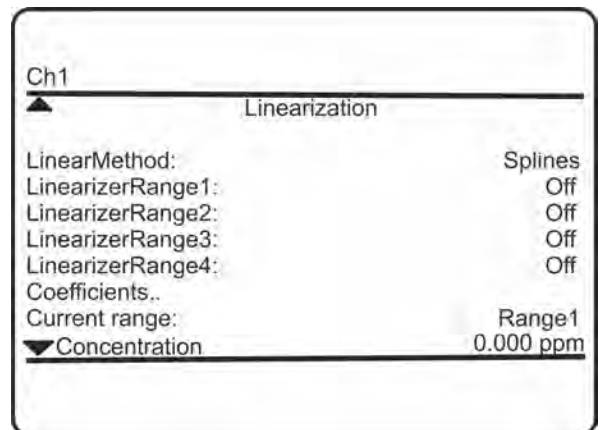 Ch1
Linearization
LinearMethod: Splines
LinearizerRange1: Off
LinearizerRange2: Off
LinearizerRange3: Off
LinearizerRange4: Off
Coefficients..
Current range: Range1
Concentration 0.000 ppm